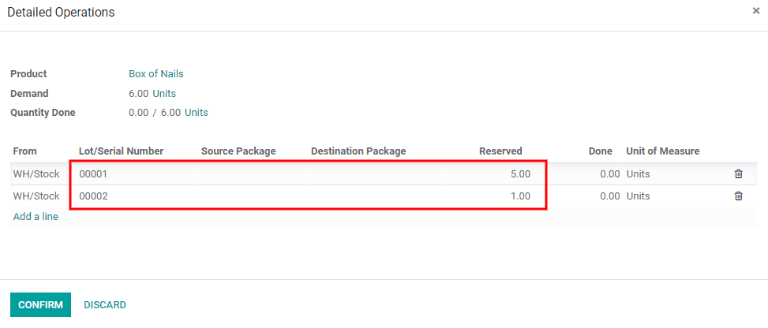 Detailed Operations ×
Product Box of Nails
Demand 6.00 Units
Quantity Done 0.00 / 6.00 Units
From Lot/Serial Number Source Package Destination Package Reserved Done Unit of Measure
WH/Stock 00001 5.00 0.00 Units
WH/Stock 00002 1.00 0.00 Units
Add a line
CONFIRM DISCARD